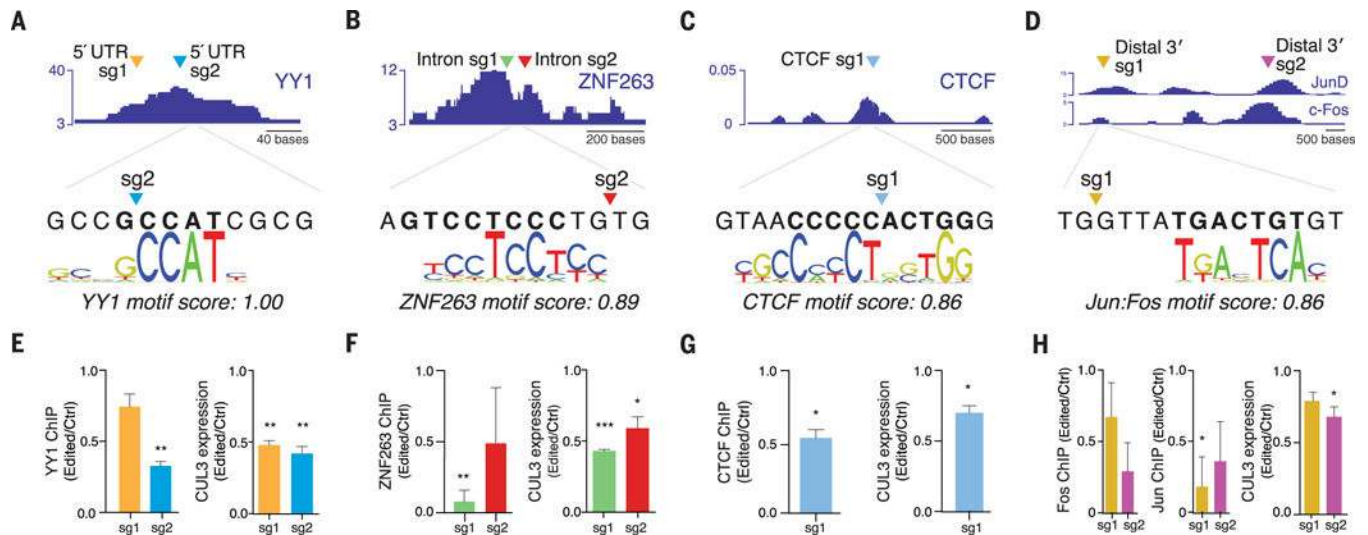 A
B
C
D
5′ UTR
sg1
5′ UTR
sg2
40
YY1
3
40 bases
Intron sg1
Intron sg2
12
ZNF263
3
200 bases
CTCF sg1
0.05
CTCF
0
500 bases
Distal 3′
sg1
Distal 3′
sg2
JunD
c-Fos
500 bases
sg2
GCCGCCATCGCG
CCAT
YY1 motif score: 1.00
sg2
AGTCCTCCCTGTG
TCCTCCTCC
ZNF263 motif score: 0.89
sg1
GTAACCCCCACTGGG
CTCF motif score: 0.86
sg1
TGGTTATGACTGTGT
Jun:Fos motif score: 0.86
E
F
G
H
YY1 ChIP
(Edited/Ctrl)
1.0
0.5
0.0
**
sg1
sg2
CUL3 expression
(Edited/Ctrl)
1.0
0.5
0.0
**
**
sg1
sg2
ZNF263 ChIP
(Edited/Ctrl)
1.0
0.5
0.0
**
sg1
sg2
CUL3 expression
(Edited/Ctrl)
1.0
0.5
0.0
***
*
sg1
sg2
CTCF ChIP
(Edited/Ctrl)
1.0
0.5
0.0
*
sg1
CUL3 expression
(Edited/Ctrl)
1.0
0.5
0.0
*
sg1
Fos ChIP (Edited/Ctrl)
1.0
0.5
0.0
sg1
sg2
Jun ChIP (Edited/Ctrl)
1.0
0.5
0.0
*
sg1
sg2
CUL3 expression
(Edited/Ctrl)
1.0
0.5
0.0
*
sg1
sg2